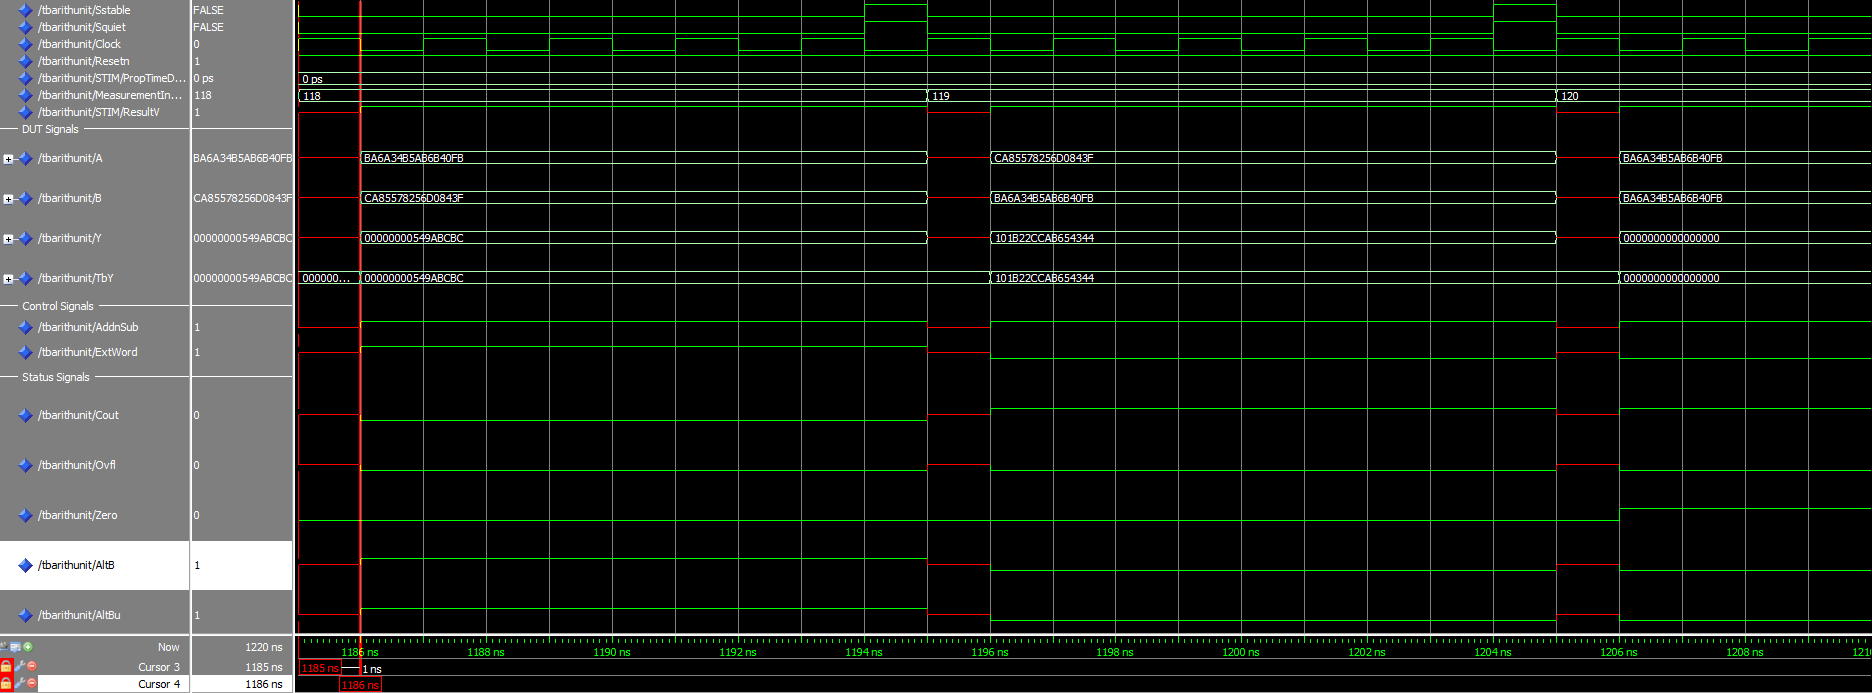 /tbarithunit/Sstable FALSE
/tbarithunit/Squiet FALSE
/tbarithunit/Clock 0
/tbarithunit/Resetn 1
/tbarithunit/STIM/PropTimeD... 0 ps 0 ps
/tbarithunit/MeasurementIn... 118 118 119 120
/tbarithunit/STIM/ResultV 1
DUT Signals
/tbarithunit/A BA6A34B5AB6B40FB BA6A34B5AB6B40FB CA85578256D0843F BA6A34B5AB6B40FB
/tbarithunit/B CA85578256D0843F CA85578256D0843F BA6A34B5AB6B40FB BA6A34B5AB6B40FB
/tbarithunit/Y 00000000549ABCBC 00000000549ABCBC 101B22CCAB654344 0000000000000000
/tbarithunit/TbY 00000000549ABCBC 000000... 00000000549ABCBC 101B22CCAB654344 0000000000000000
Control Signals
/tbarithunit/AddnSub 1
/tbarithunit/ExtWord 1
Status Signals
/tbarithunit/Cout 0
/tbarithunit/Ovfl 0
/tbarithunit/Zero 0
/tbarithunit/AltB 1
/tbarithunit/AltBu 1
Now 1220 ns 1186 ns 1188 ns 1190 ns 1192 ns 1194 ns 1196 ns 1198 ns 1200 ns 1202 ns 1204 ns 1206 ns 1208 ns 121
Cursor 3 1185 ns 1185 ns 1 ns
Cursor 4 1186 ns 1186 ns